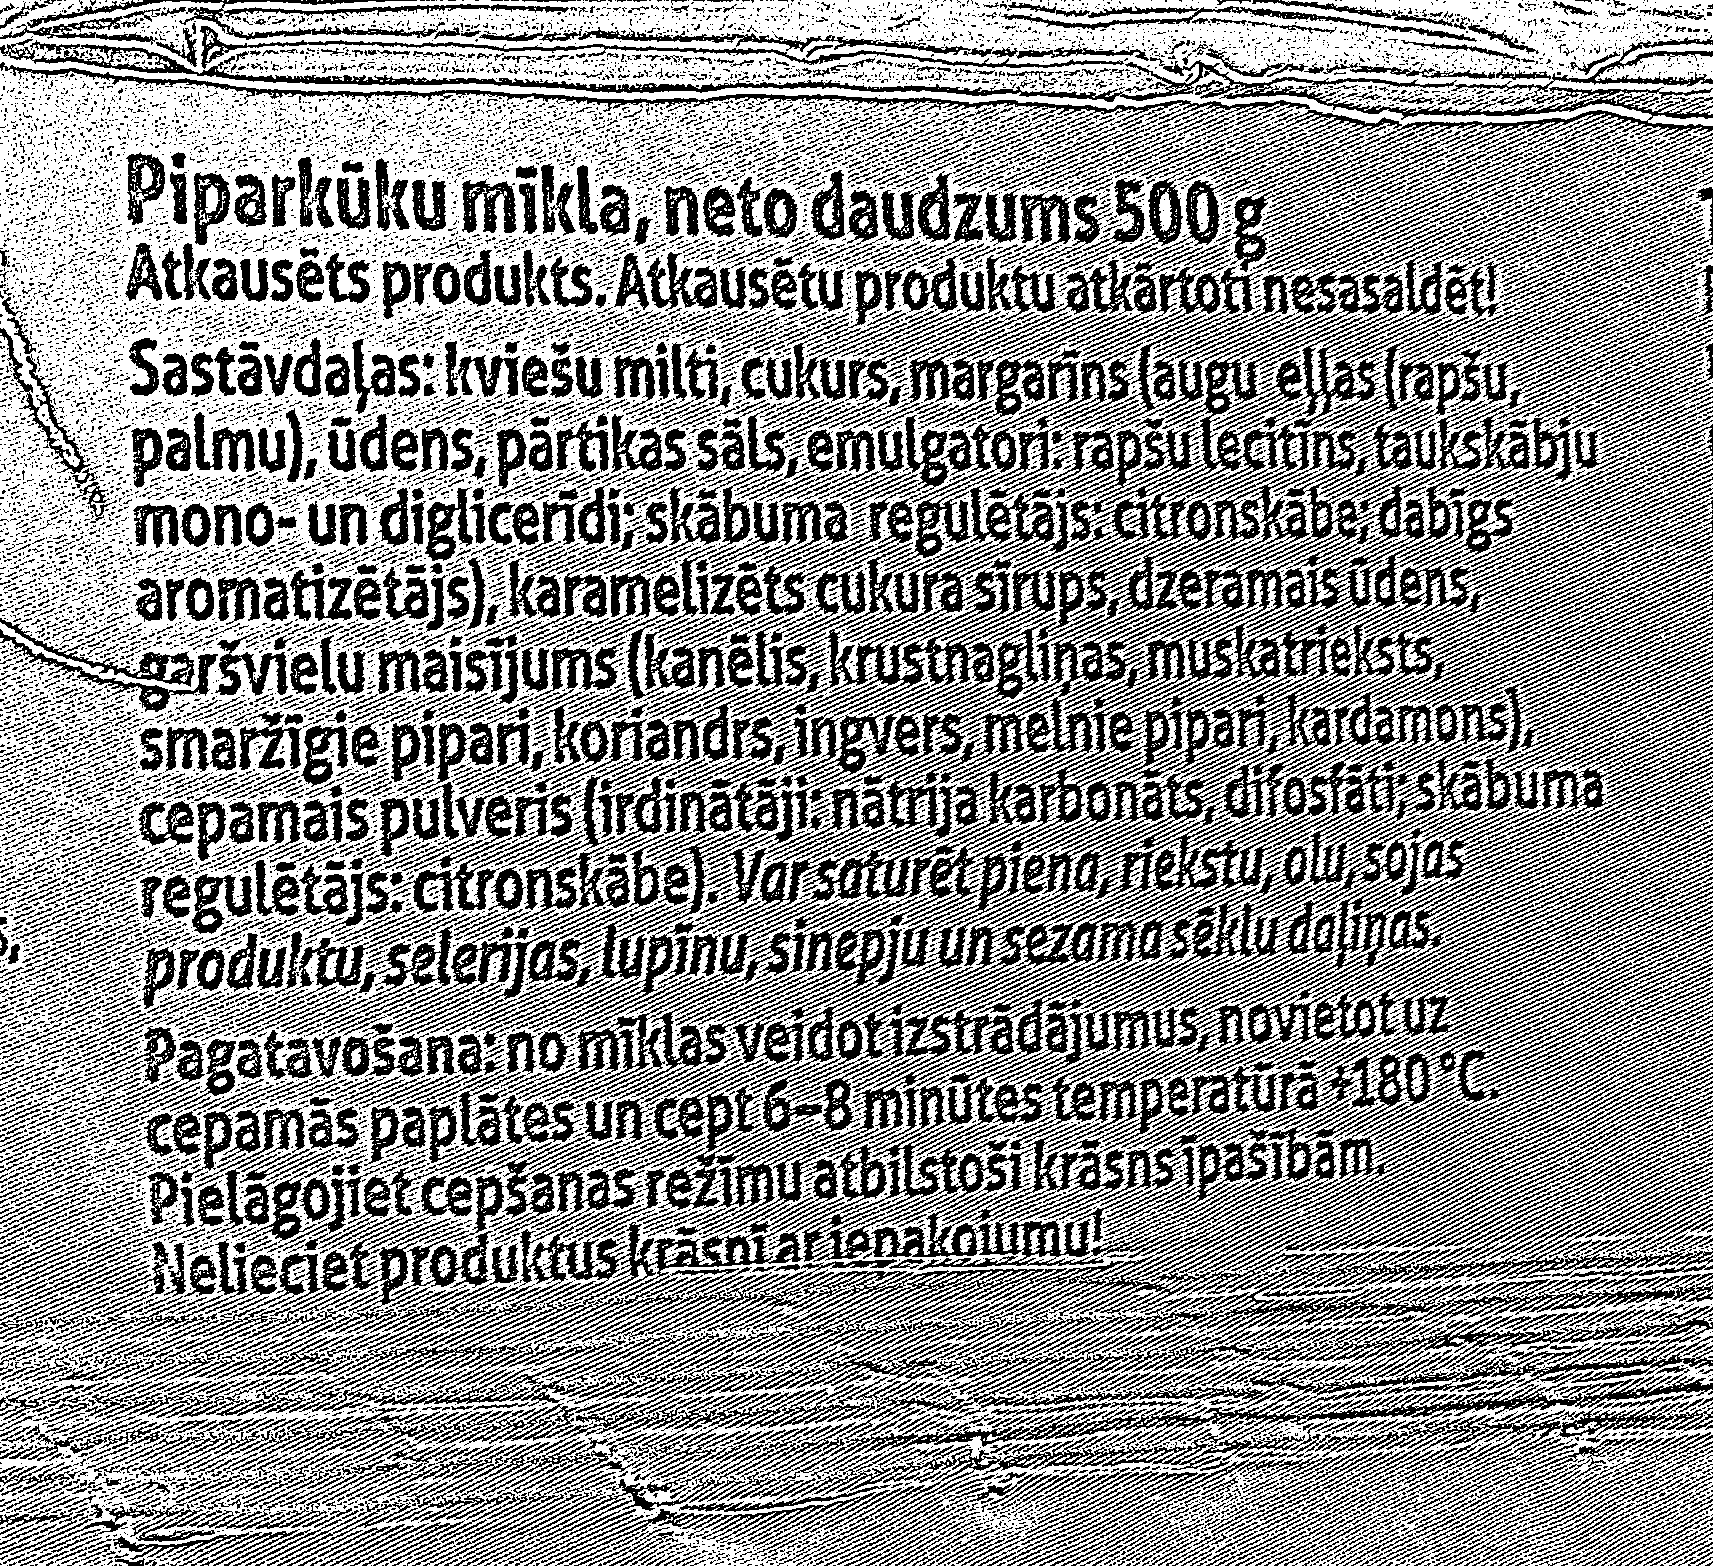 Piparkūku mīkla, neto daudzums 500 g
Atkausēts produkts. Atkausētu produktu atkārtoti nesasaldēt!
Sastāvdaļas: kviešu milti, cukurs, margarīns (augu eļļas (rapšu,
palmu), ūdens, pārtikas sāls, emulgatori: rapšu lecitīns, taukskābju
mono- un diglicerīdi; skābuma regulētājs: citronskābe; dabīgs
aromatizētājs), karamelizēts cukura sīrups, dzeramais ūdens,
garšvielu maisījums (kanēlis, krustnagliņas, muskatrieksts,
smaržīgie pipari, koriandrs, ingvers, melnie pipari, kardamons),
cepamais pulveris (irdinātāji: nātrija karbonāts, difosfāti; skābuma
regulētājs: citronskābe). Var saturēt piena, riekstu, olu, sojas
produktu, selerijas, lupīnu, sinepju un sezama sēklu daļiņas.
Pagatavošana: no mīklas veidot izstrādājumus, novietot uz
cepamās paplātes un cept 6–8 minūtes temperatūrā +180 °C.
Pielāgojiet cepšanas režīmu atbilstoši krāsns īpašībām.
Nelieciet produktus krāsnī ar iepakojumu!